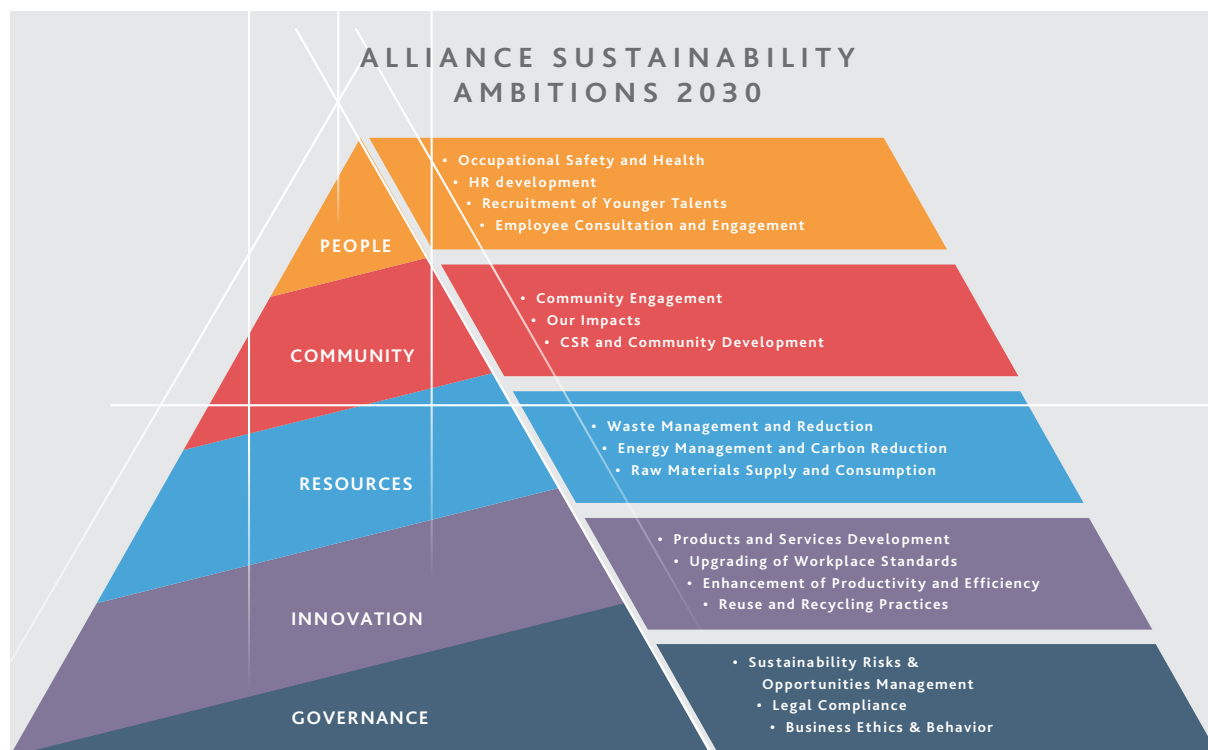 ALLIANCE SUSTAINABILITY
AMBITIONS 2030
PEOPLE
• Occupational Safety and Health
• HR development
• Recruitment of Younger Talents
• Employee Consultation and Engagement
COMMUNITY
• Community Engagement
• Our Impacts
• CSR and Community Development
RESOURCES
• Waste Management and Reduction
• Energy Management and Carbon Reduction
• Raw Materials Supply and Consumption
INNOVATION
• Products and Services Development
• Upgrading of Workplace Standards
• Enhancement of Productivity and Efficiency
• Reuse and Recycling Practices
GOVERNANCE
• Sustainability Risks &
Opportunities Management
• Legal Compliance
• Business Ethics & Behavior